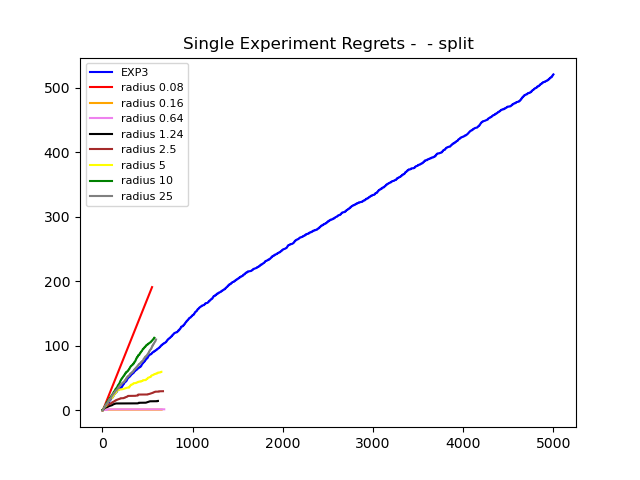 Single Experiment Regrets -  - split
EXP3
radius 0.08
radius 0.16
radius 0.64
radius 1.24
radius 2.5
radius 5
radius 10
radius 25
500
400
300
200
100
0
0 1000 2000 3000 4000 5000